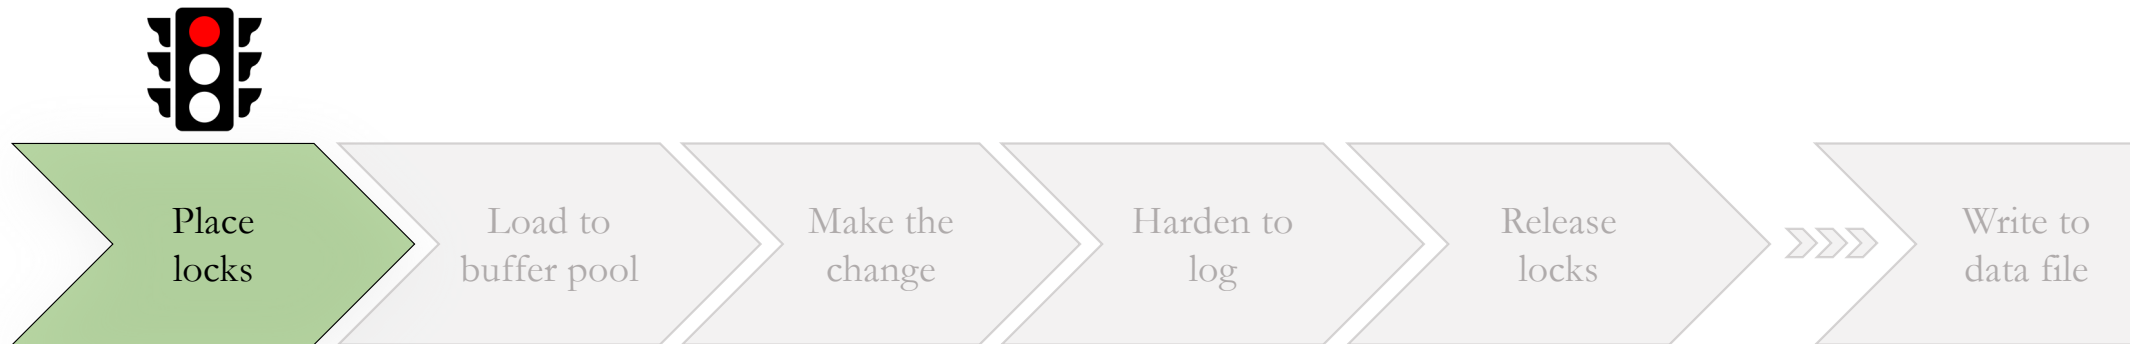 Place
locks
Load to
buffer pool
Make the
change
Harden to
log
Release
locks
Write to
data file